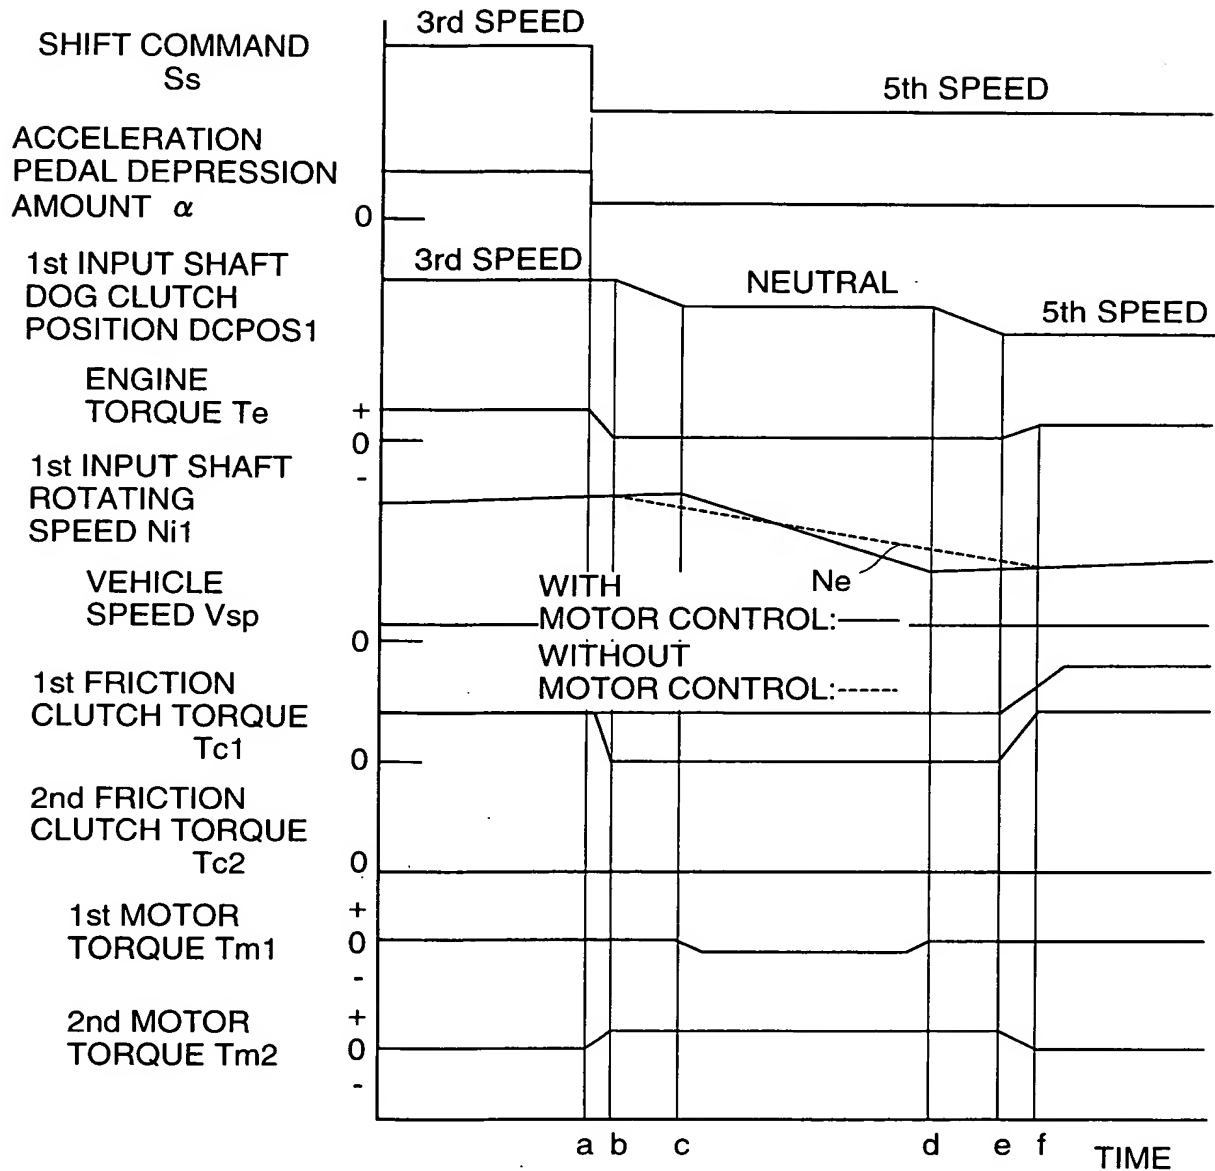 3rd SPEED
SHIFT COMMAND
Ss
5th SPEED
ACCELERATION
PEDAL DEPRESSION
AMOUNT α
0
1st INPUT SHAFT
DOG CLUTCH
POSITION DCPOS1
3rd SPEED
NEUTRAL
5th SPEED
ENGINE
TORQUE Te
+
0
-
1st INPUT SHAFT
ROTATING
SPEED Ni1
Ne
VEHICLE
SPEED Vsp
0
WITH
MOTOR CONTROL:
WITHOUT
MOTOR CONTROL:
1st FRICTION
CLUTCH TORQUE
Tc1
0
2nd FRICTION
CLUTCH TORQUE
Tc2
0
1st MOTOR
TORQUE Tm1
+
0
-
2nd MOTOR
TORQUE Tm2
+
0
-
a b c d e f
TIME